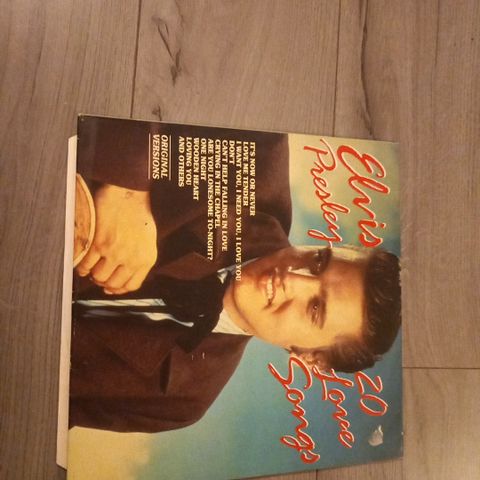 Elvis
Presley
20
Love
Songs
IT'S NOW OR NEVER
LOVE ME TENDER
I WANT YOU, I NEED YOU, I LOVE YOU
DON'T
CAN'T HELP FALLING IN LOVE
CRYING IN THE CHAPEL
ARE YOU LONESOME TO-NIGHT?
ONE NIGHT
WOODEN HEART
LOVING YOU
AND OTHERS
ORIGINAL
VERSIONS